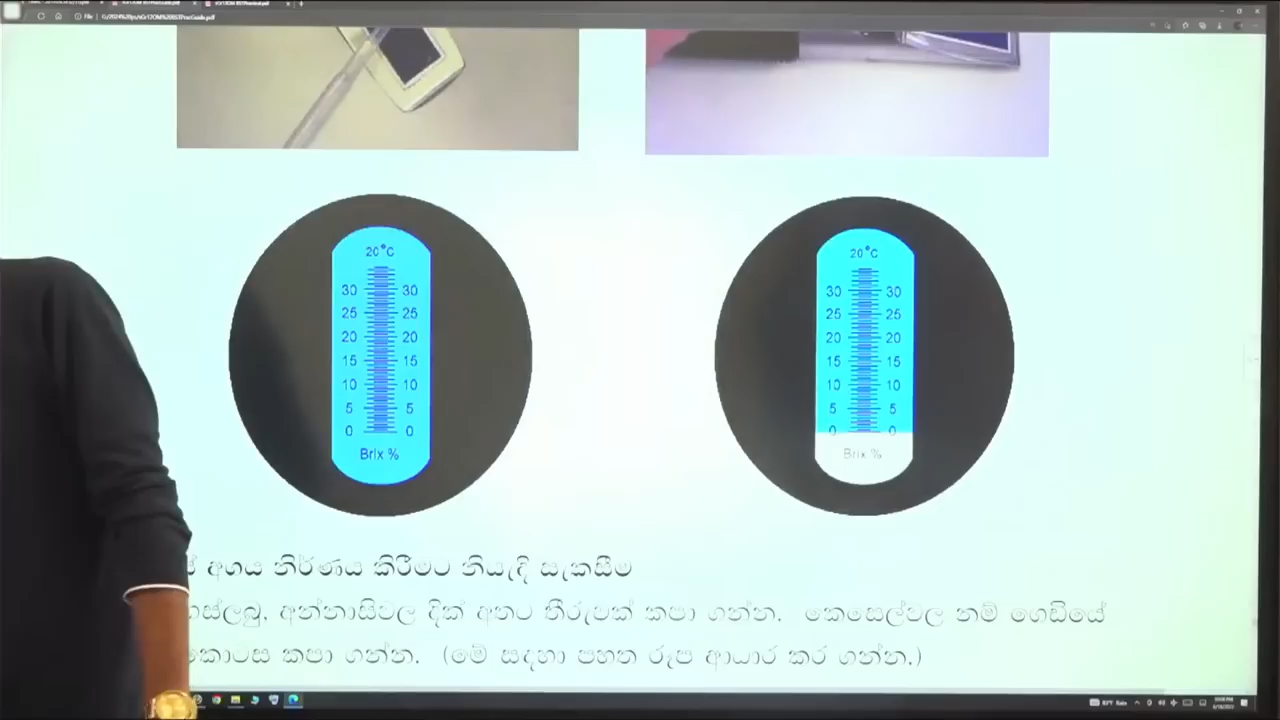 20°C 20°C
30 30 30 30
25 25 25 25
20 20 20 20
15 15 15 15
10 10 10 10
5 5 5 5
0 0 0 0
Brix % Brix %
අගය නිර්ණය කිරීමට නියැදි සැකසීම
අන්නාසිවල දික් අතට තීරුපක් කපා ගන්න. කෙසෙල්වල නම් ගෙඩියේ
කොටස කපා ගන්න. (මේ සදහා පහත රූප ආධාර කර ගන්න.)